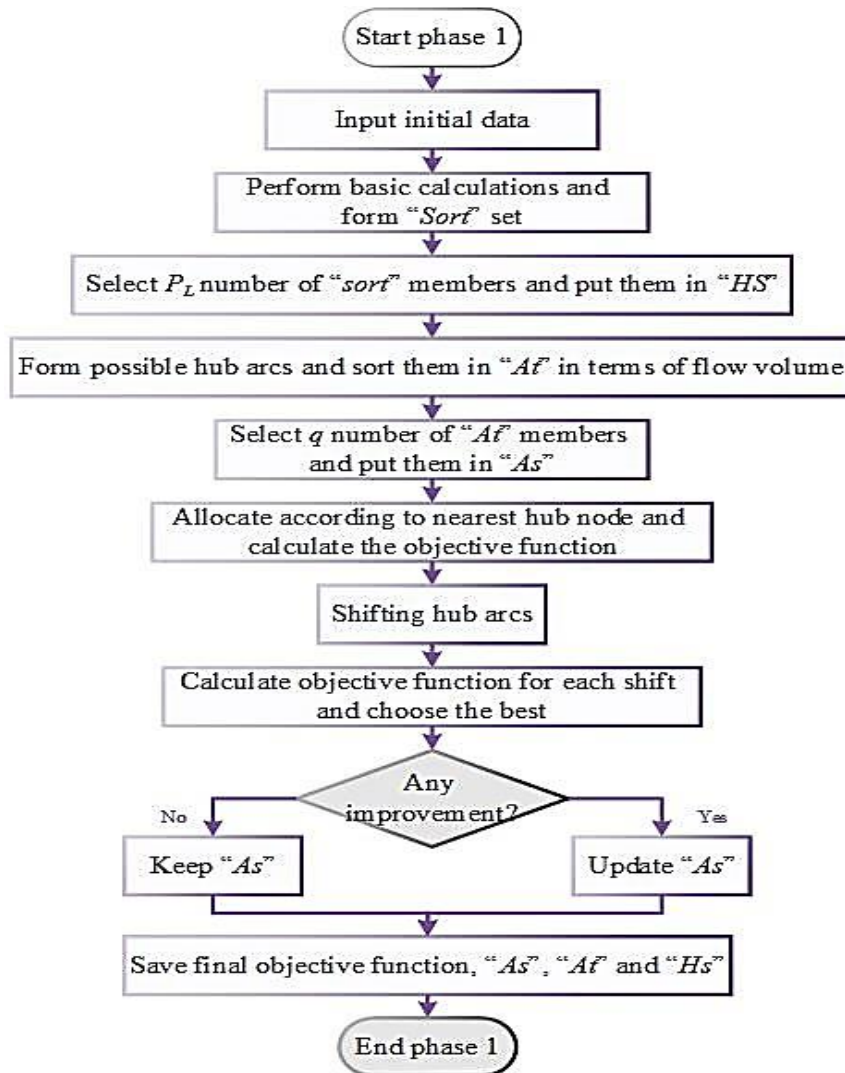 Start phase 1
Input initial data
Perform basic calculations and
form “Sort” set
Select PL number of “sort” members and put them in “HS”
Form possible hub arcs and sort them in “At” in terms of flow volume
Select q number of “At” members
and put them in “As”
Allocate according to nearest hub node and
calculate the objective function
Shifting hub arcs
Calculate objective function for each shift
and choose the best
Any
improvement?
No
Yes
Keep “As”
Update “As”
Save final objective function, “As”, “At” and “Hs”
End phase 1